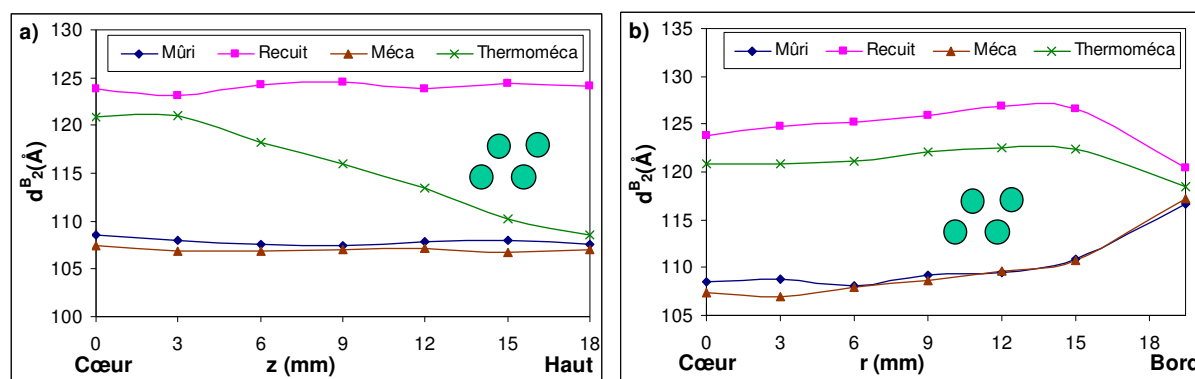 a)
Mûri Recuit Méca Thermoméca
130
125
120
115
110
105
100
d^B_2(Å)
0 3 6 9 12 15 18
Cœur z (mm) Haut
b)
Mûri Recuit Méca Thermoméca
140
135
130
125
120
115
110
105
d^B_2(Å)
0 3 6 9 12 15 18
Cœur r (mm) Bord